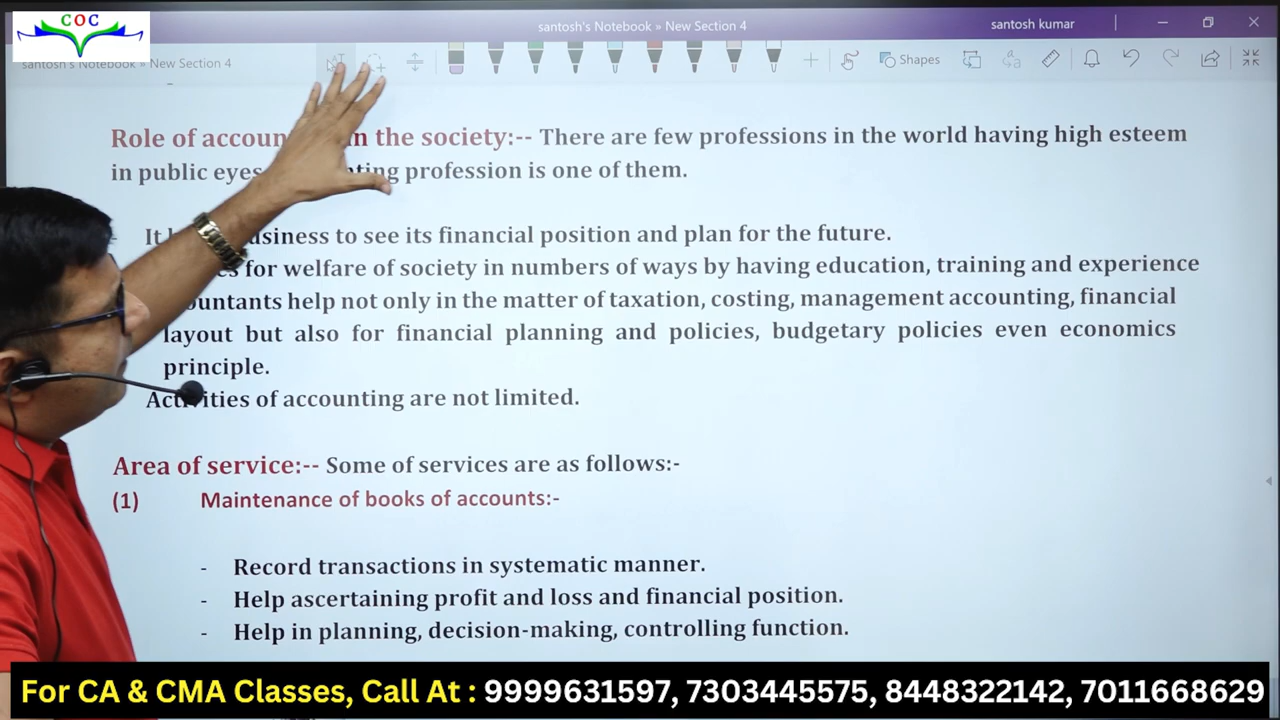 COC
santosh's Notebook » New Section 4
santosh kumar
santosh's Notebook » New Section 4
Shapes
Role of accoun in the society:-- There are few professions in the world having high esteem
in public eyes profession is one of them.
It usiness to see its financial position and plan for the future.
for welfare of society in numbers of ways by having education, training and experience
ountants help not only in the matter of taxation, costing, management accounting, financial
layout but also for financial planning and policies, budgetary policies even economics
principle.
Activities of accounting are not limited.
Area of service:-- Some of services are as follows:-
(1) Maintenance of books of accounts:-
- Record transactions in systematic manner.
- Help ascertaining profit and loss and financial position.
- Help in planning, decision-making, controlling function.
For CA & CMA Classes, Call At : 9999631597, 7303445575, 8448322142, 7011668629